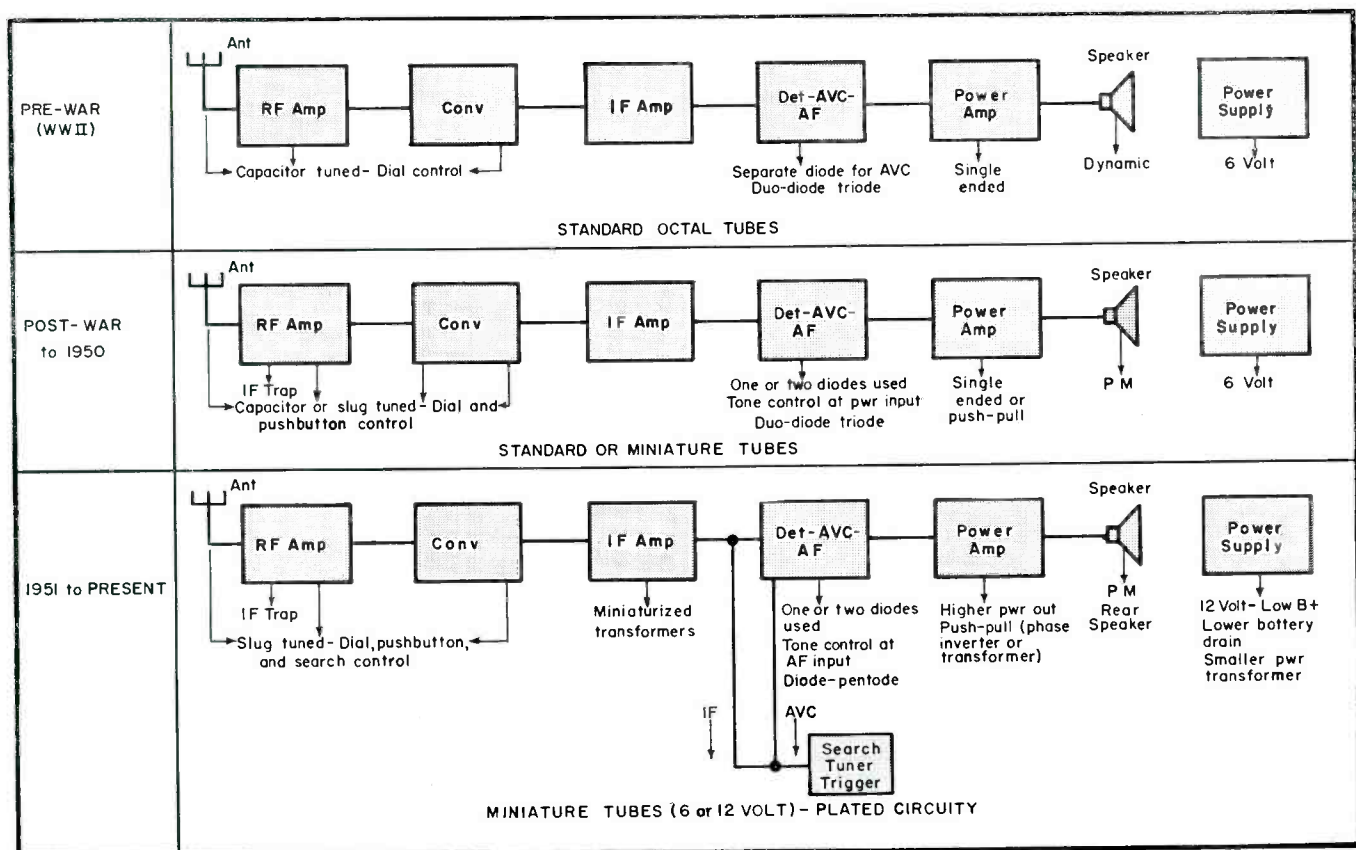 PRE-WAR
(WWII)
Ant
RF Amp
Conv
IF Amp
Det-AVC-
AF
Power
Amp
Speaker
Power
Supply
Capacitor tuned- Dial control
Separate diode for AVC
Duo-diode triode
Single
ended
Dynamic
6 Volt
STANDARD OCTAL TUBES
POST-WAR
to 1950
Ant
RF Amp
Conv
IF Amp
Det-AVC-
AF
Power
Amp
Speaker
Power
Supply
IF Trap
Capacitor or slug tuned- Dial and
pushbutton control
One or two diodes used
Tone control at pwr input
Duo-diode triode
Single
ended or
push-pull
PM
6 Volt
STANDARD OR MINIATURE TUBES
1951 to PRESENT
Ant
RF Amp
Conv
IF Amp
Det-AVC-
AF
Power
Amp
Speaker
Power
Supply
IF Trap
Slug tuned-Dial, pushbutton,
and search control
Miniaturized
transformers
One or two diodes
used
Tone control at
AF input
Diode-pentode
Higher pwr out
Push-pull (phase
inverter or
transformer)
PM
Rear
Speaker
12 Volt- Low B+
Lower bottery
drain
Smaller pwr
transformer
IF
AVC
Search
Tuner
Trigger
MINIATURE TUBES (6 or 12 VOLT)- PLATED CIRCUITY